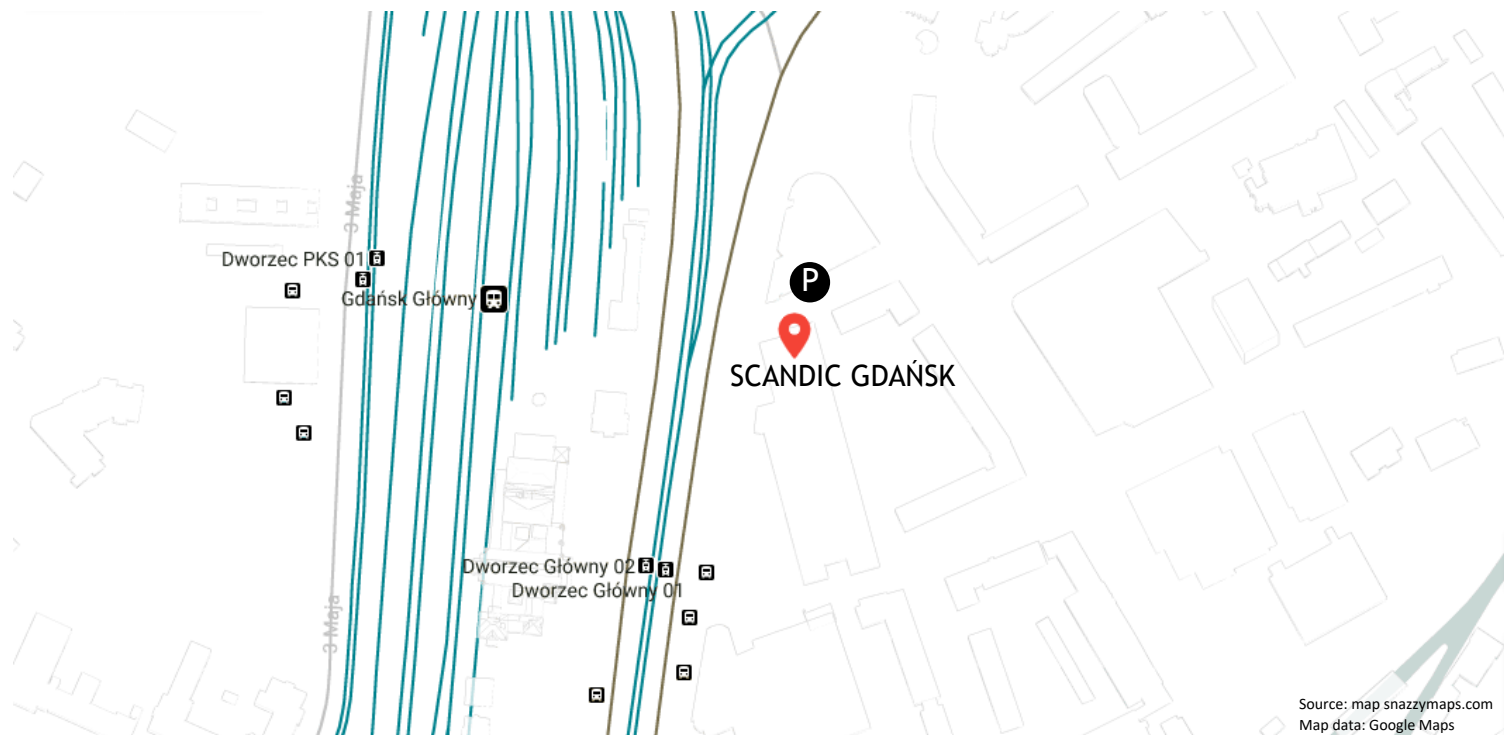 3 Maja
Dworzec PKS 01
Gdańsk Główny
P
SCANDIC GDAŃSK
Dworzec Główny 02
Dworzec Główny 01
3 Maja
Source: map snazzymaps.com
Map data: Google Maps